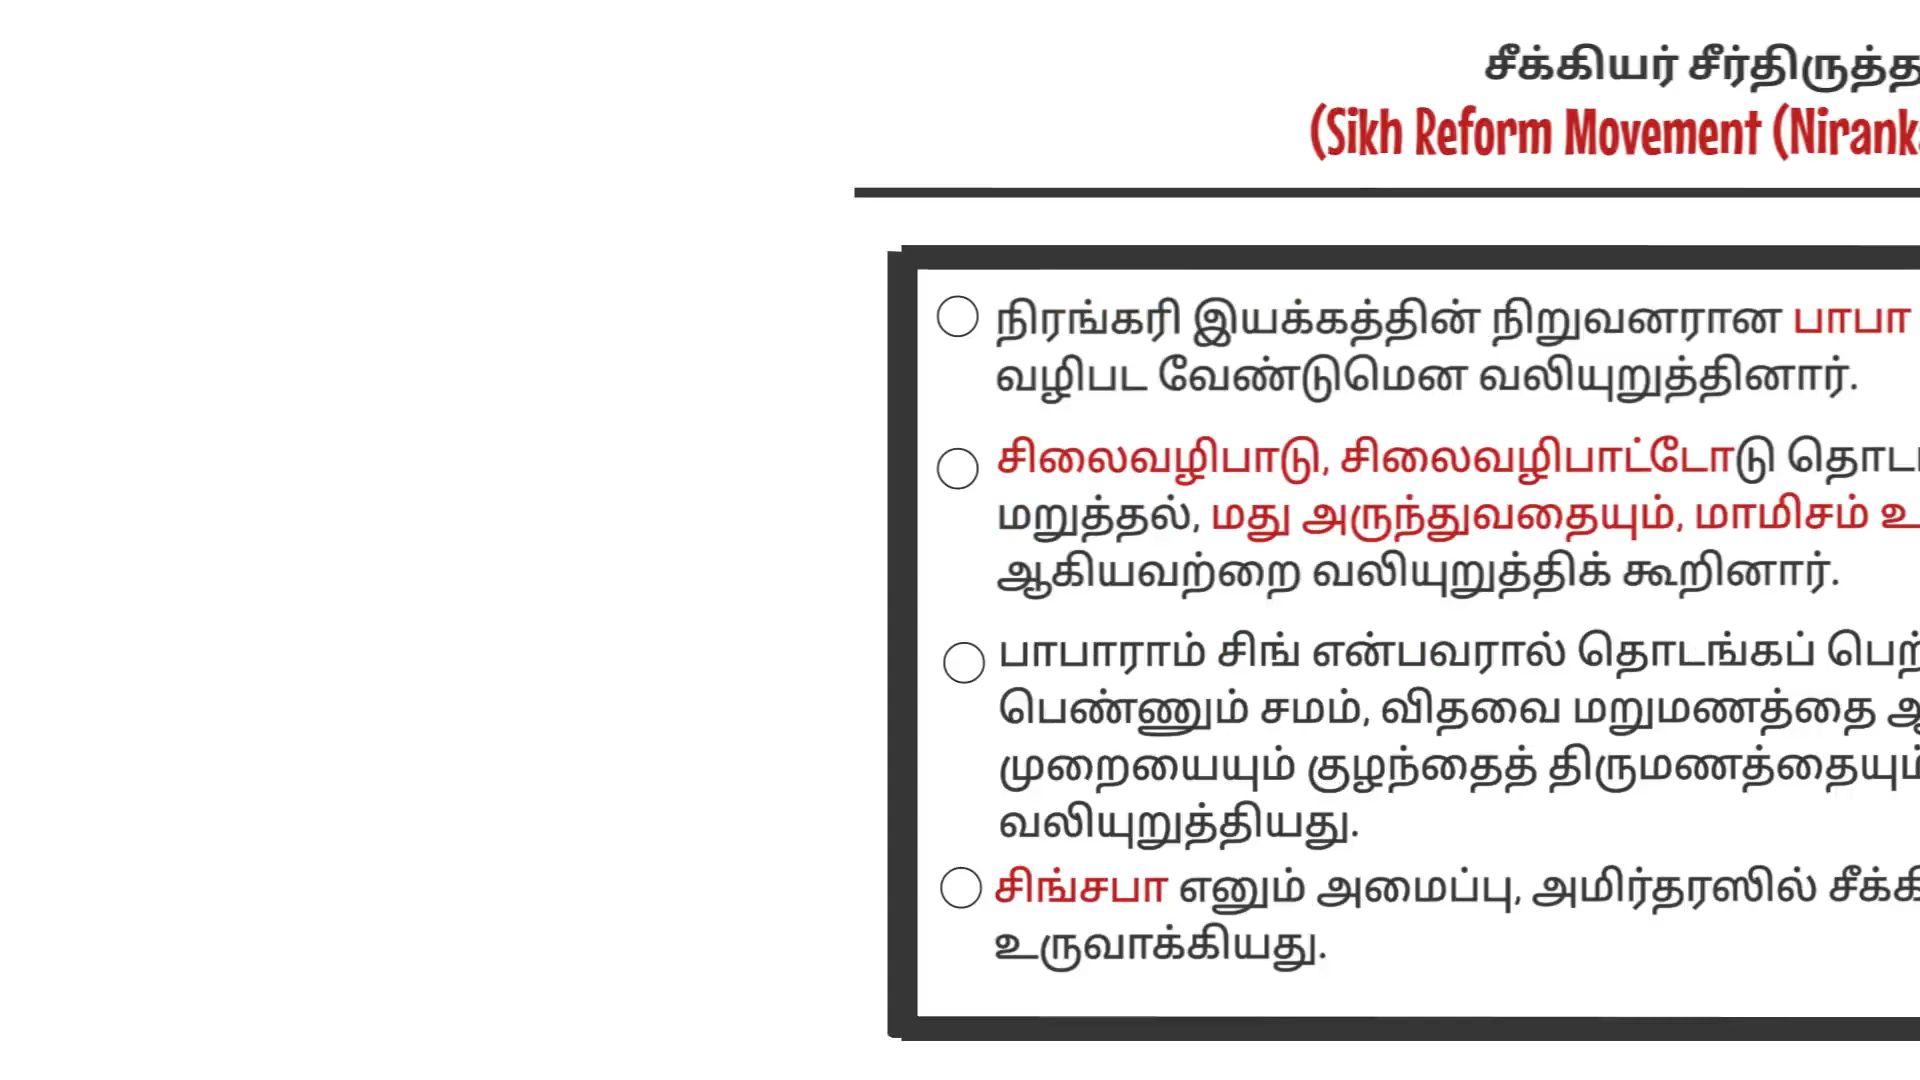 சீக்கியர் சீர்திருத்த
(Sikh Reform Movement (Nirank
நிரங்கரி இயக்கத்தின் நிறுவனரான பாபா
வழிபட வேண்டுமென வலியுறுத்தினார்.
சிலைவழிபாடு, சிலைவழிபாட்டோடு தொட
மறுத்தல், மது அருந்துவதையும், மாமிசம் உ
ஆகியவற்றை வலியுறுத்திக் கூறினார்.
பாபாராம் சிங் என்பவரால் தொடங்கப் பெற்
பெண்ணும் சமம், விதவை மறுமணத்தை ஆ
முறையையும் குழந்தைத் திருமணத்தையும்
வலியுறுத்தியது.
சிங்சபா எனும் அமைப்பு, அமிர்தரஸில் சீக்கி
உருவாக்கியது.